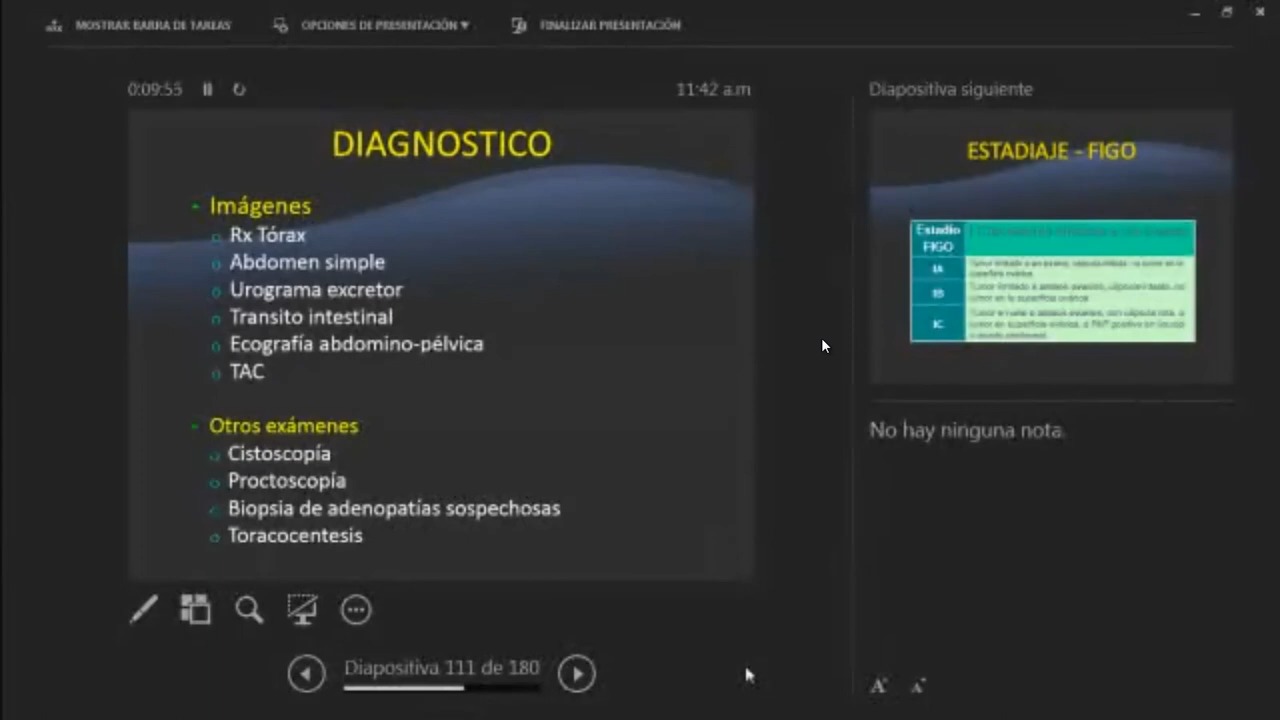 MOSTRAR BARRA DE TAREAS
OPCIONES DE PRESENTACIÓN
FINALIZAR PRESENTACIÓN
0:09:55
11:42 a.m
DIAGNOSTICO
Imágenes
Rx Tórax
Abdomen simple
Urograma excretor
Transito intestinal
Ecografía abdomino-pélvica
TAC
Otros exámenes
Cistoscopía
Proctoscopía
Biopsia de adenopatías sospechosas
Toracocentesis
Diapositiva 111 de 180
Diapositiva siguiente
ESTADIAJE - FIGO
Estadio
FIGO
IA
IB
IC
No hay ninguna nota.